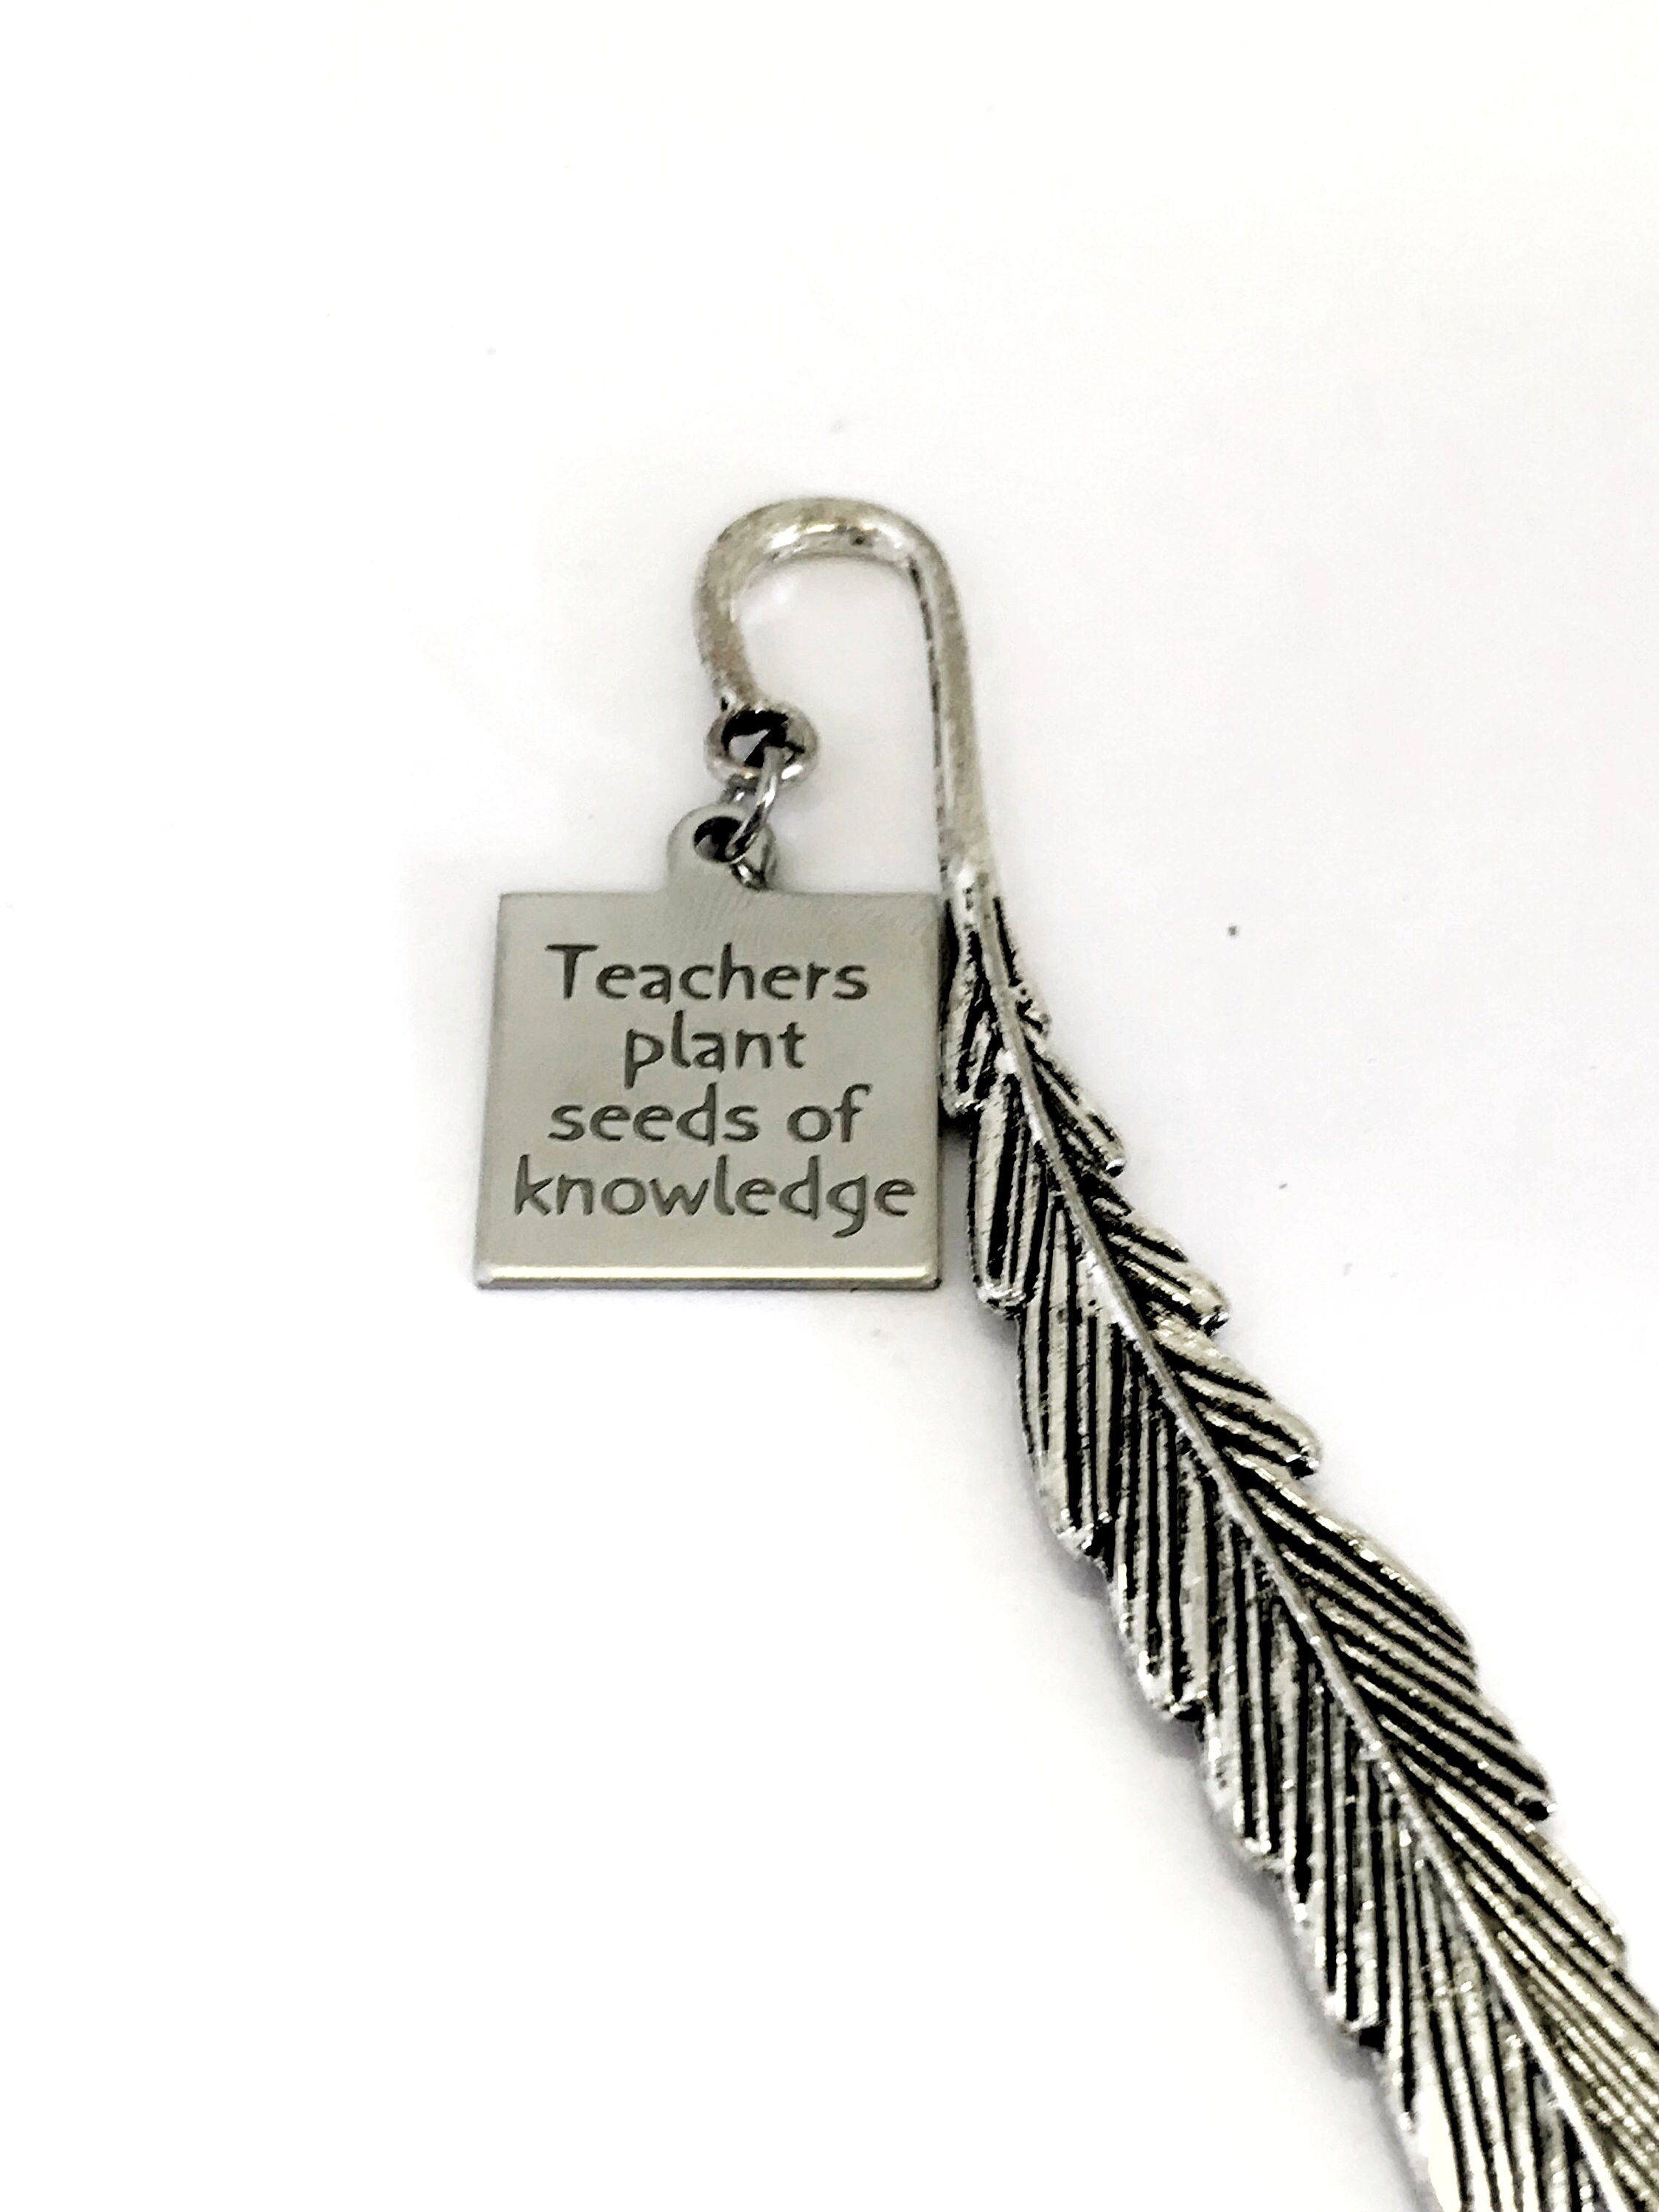 Teachers
plant
seeds of
knowledge